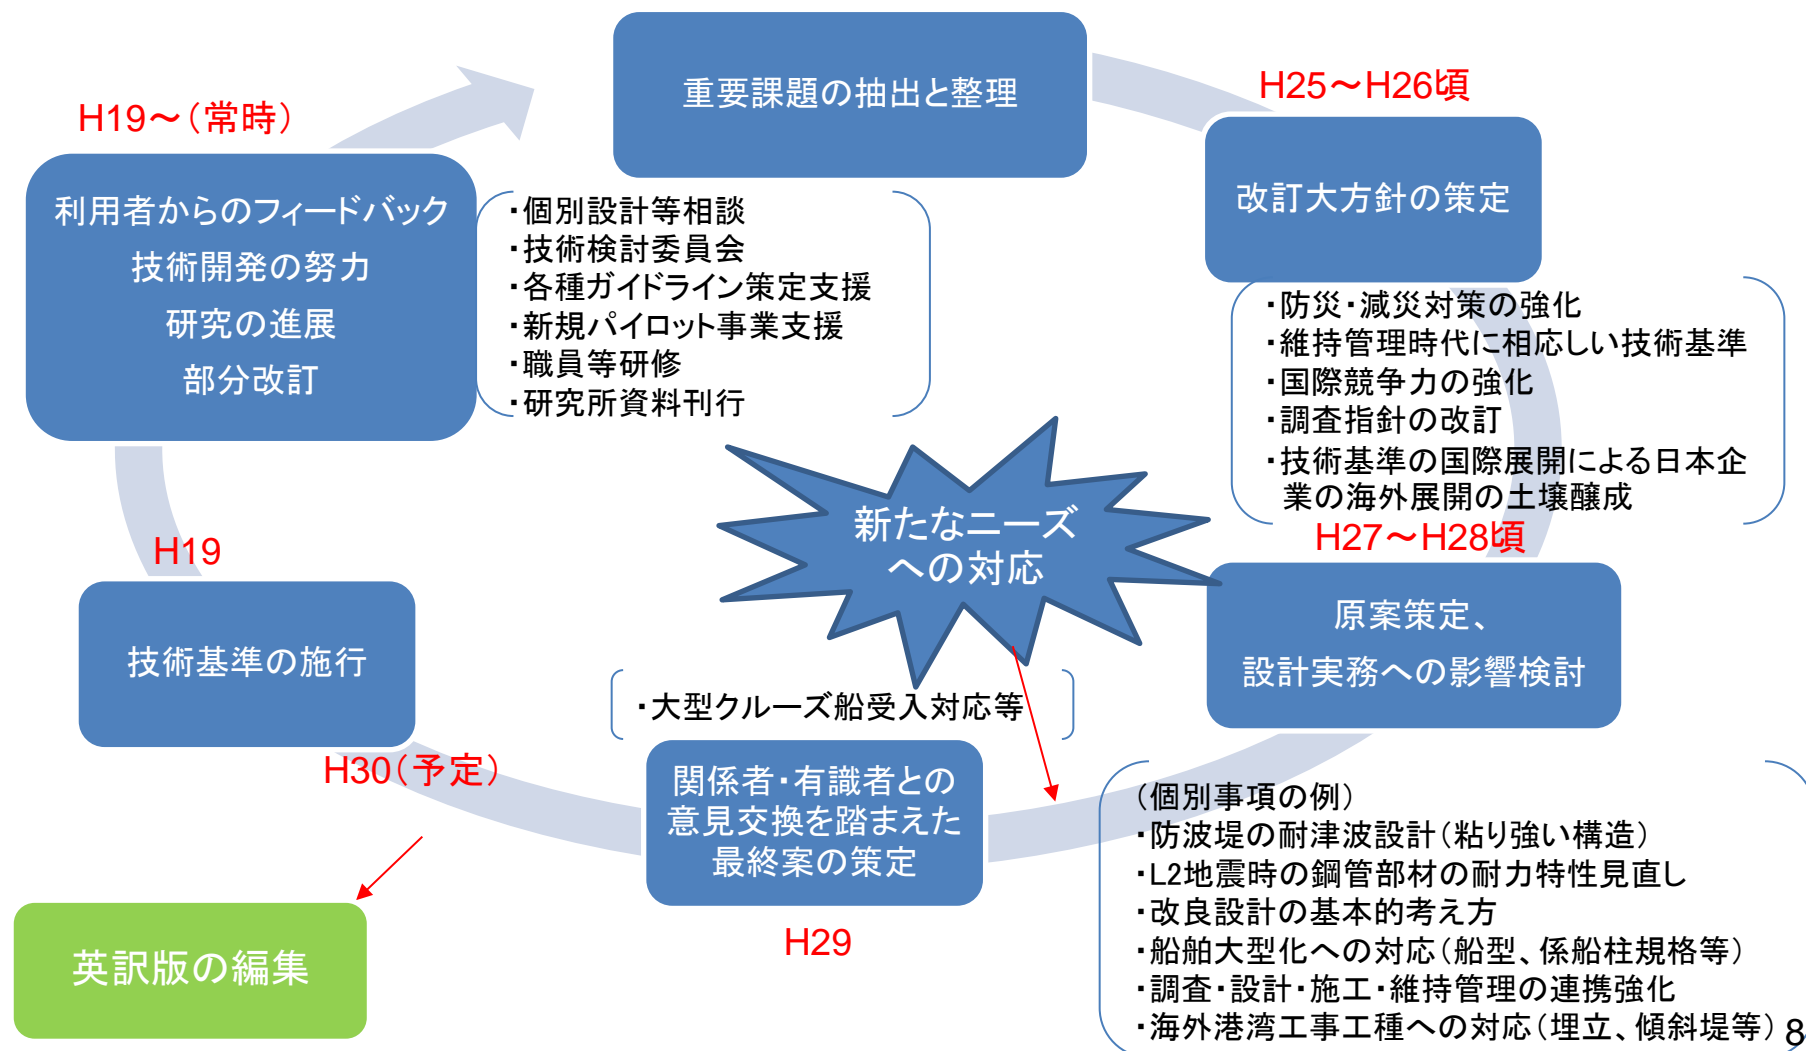 重要課題の抽出と整理
H25～H26頃
改訂大方針の策定
・防災・減災対策の強化
・維持管理時代に相応しい技術基準
・国際競争力の強化
・調査指針の改訂
・技術基準の国際展開による日本企
業の海外展開の土壌醸成
H27～H28頃
原案策定、
設計実務への影響検討
（個別事項の例）
・防波堤の耐津波設計（粘り強い構造）
・L2地震時の鋼管部材の耐力特性見直し
・改良設計の基本的考え方
・船舶大型化への対応（船型、係船柱規格等）
・調査・設計・施工・維持管理の連携強化
・海外港湾工事工種への対応（埋立、傾斜堤等）
新たなニーズ
への対応
・大型クルーズ船受入対応等
関係者・有識者との
意見交換を踏まえた
最終案の策定
H29
H30（予定）
英訳版の編集
技術基準の施行
H19
H19～（常時）
利用者からのフィードバック
技術開発の努力
研究の進展
部分改訂
・個別設計等相談
・技術検討委員会
・各種ガイドライン策定支援
・新規パイロット事業支援
・職員等研修
・研究所資料刊行
8